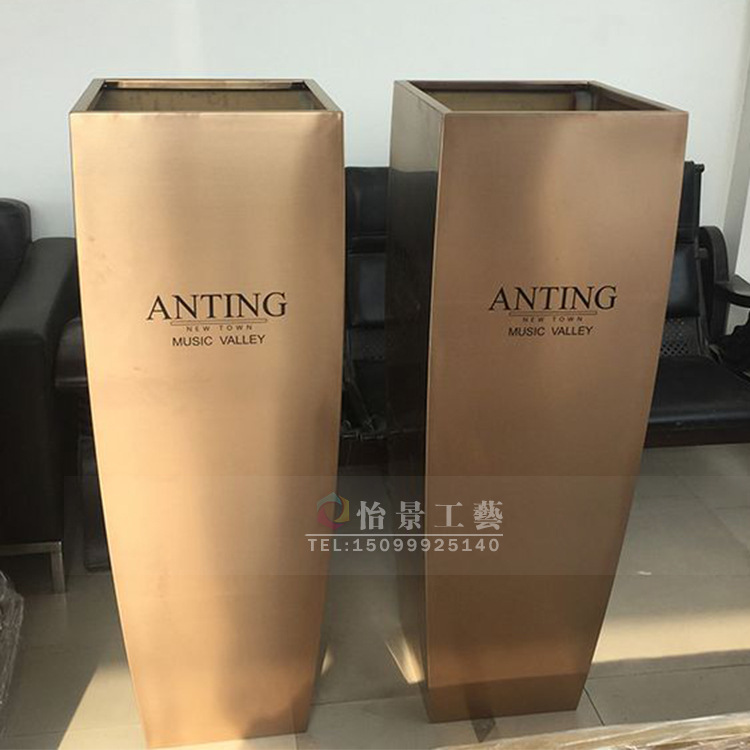 ANTING
NEW TOWN
MUSIC VALLEY
ANTING
NEW TOWN
MUSIC VALLEY
怡景工藝
TEL:15099925140